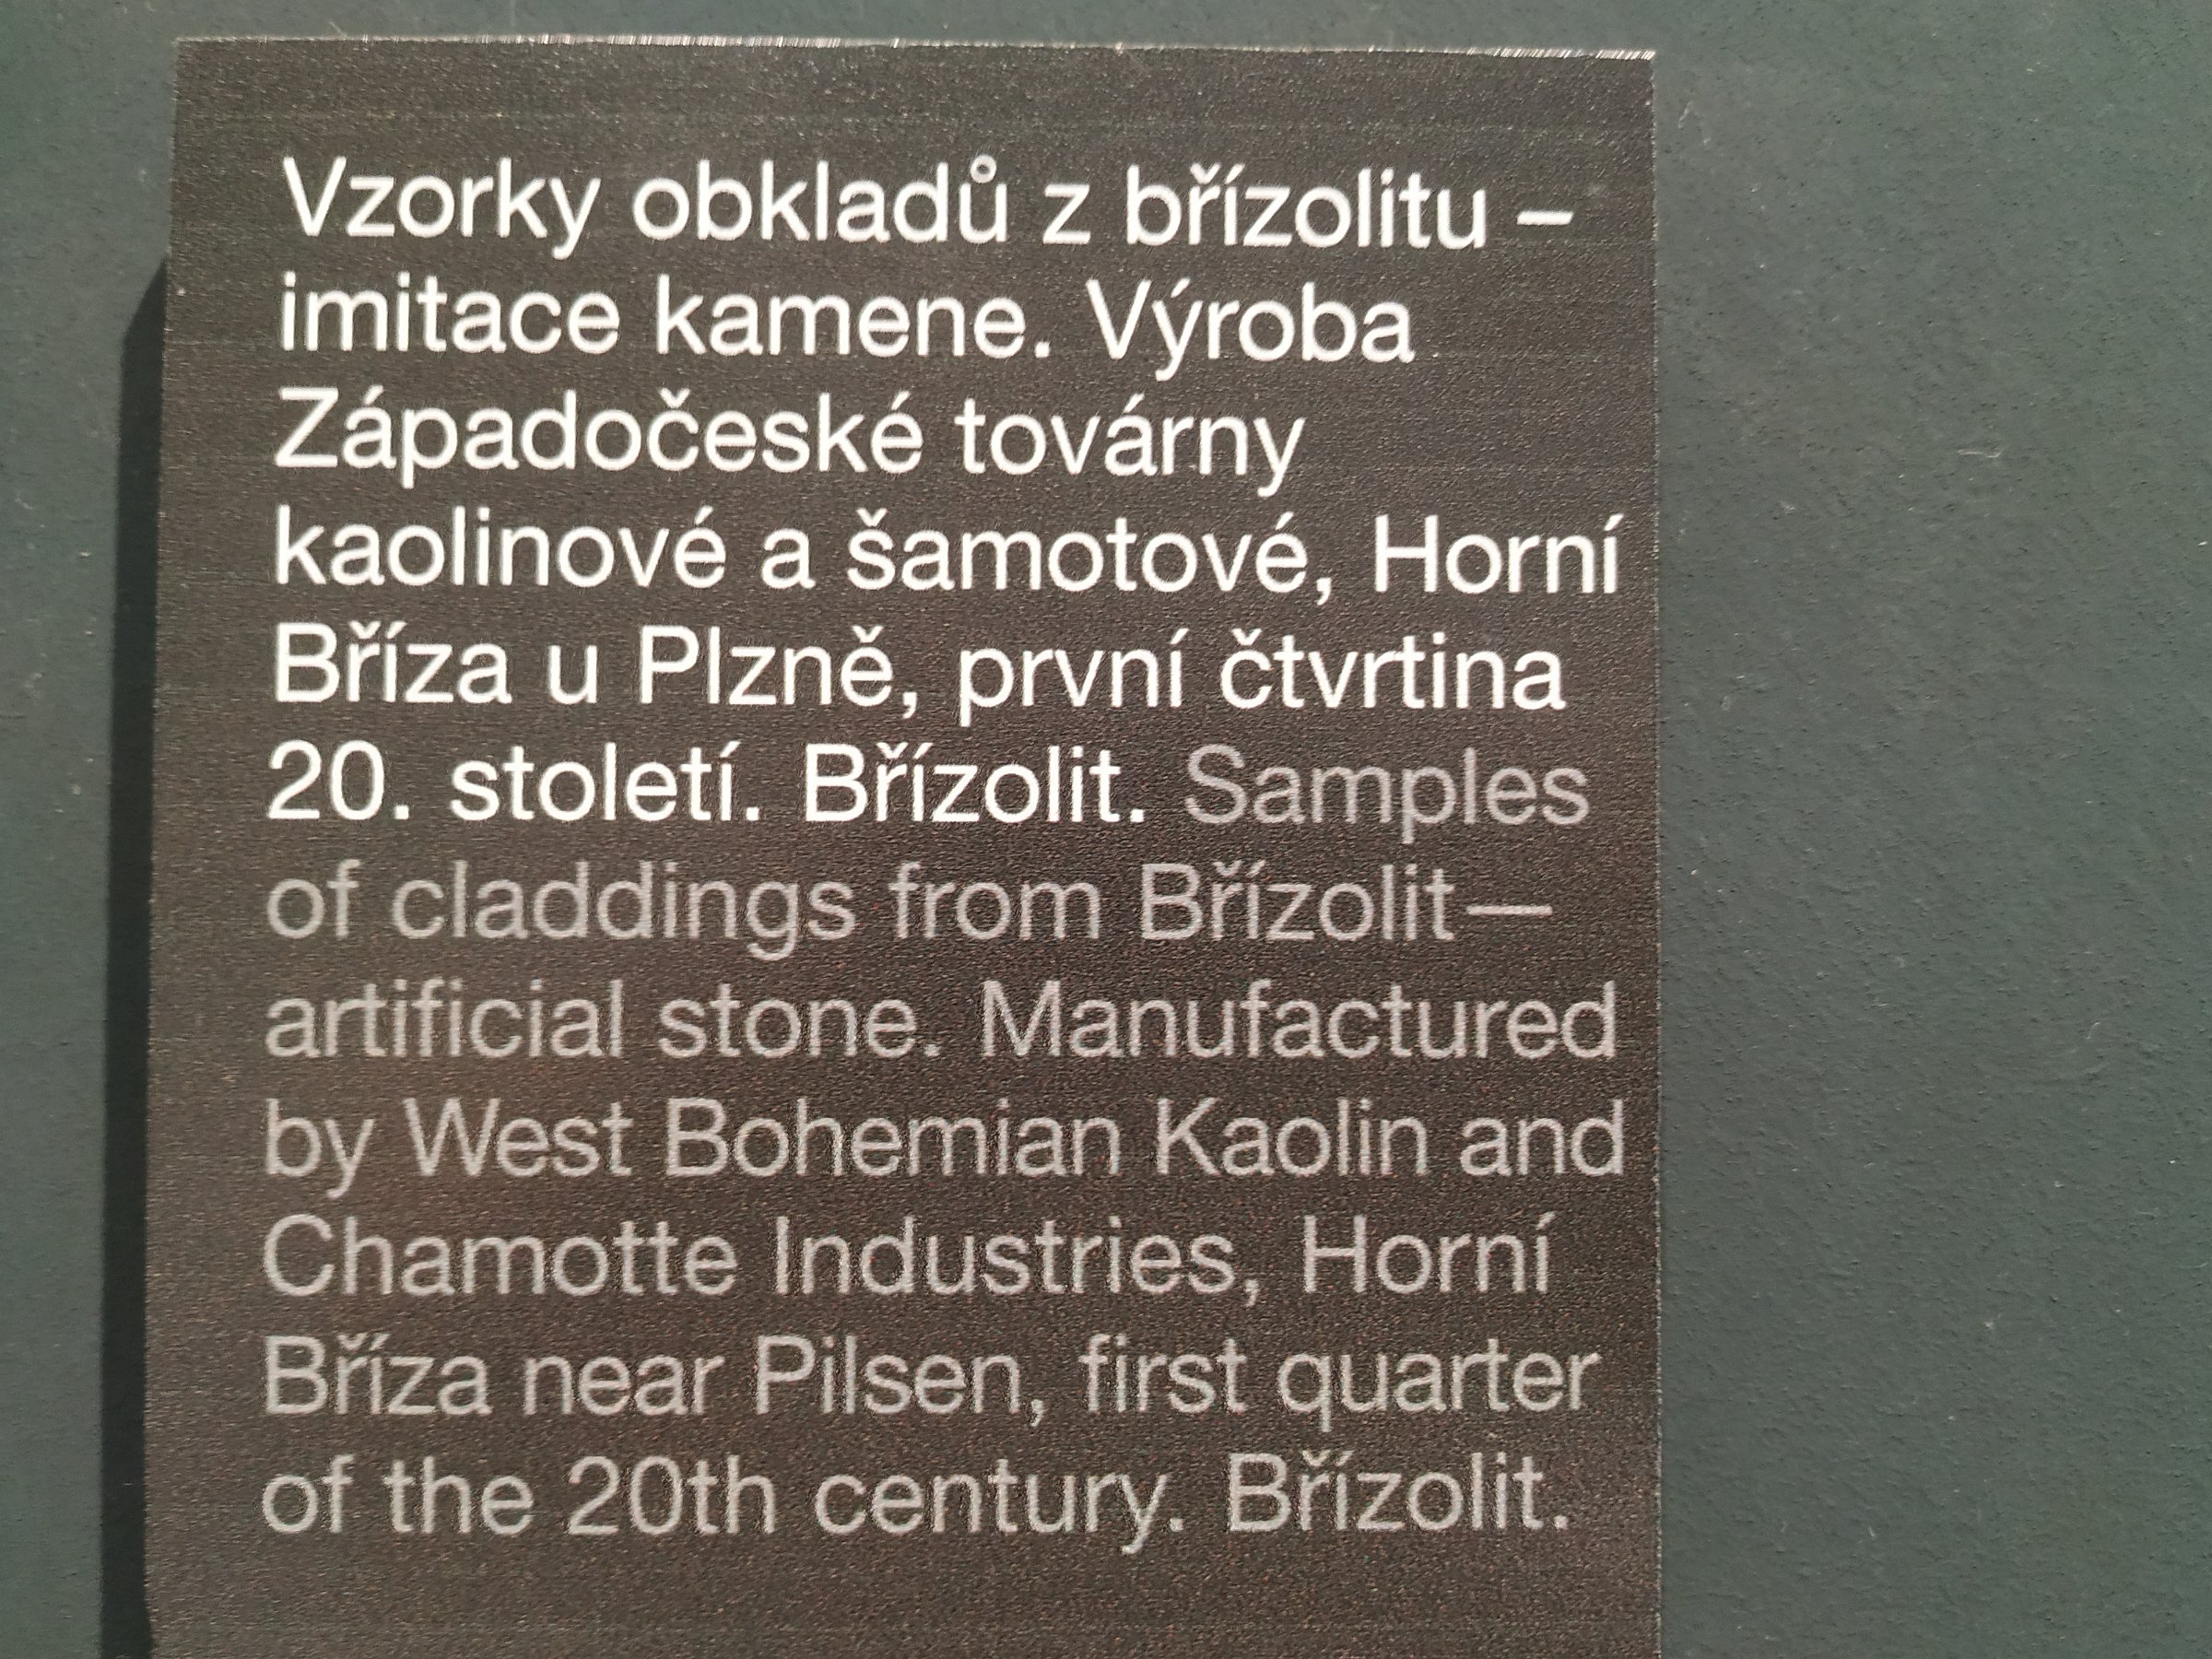 Vzorky obkladů z břízolitu –
imitace kamene. Výroba
Západočeské továrny
kaolinové a šamotové, Horní
Bříza u Plzně, první čtvrtina
20. století. Břízolit. Samples
of claddings from Břízolit—
artificial stone. Manufactured
by West Bohemian Kaolin and
Chamotte Industries, Horní
Bříza near Pilsen, first quarter
of the 20th century. Břízolit.